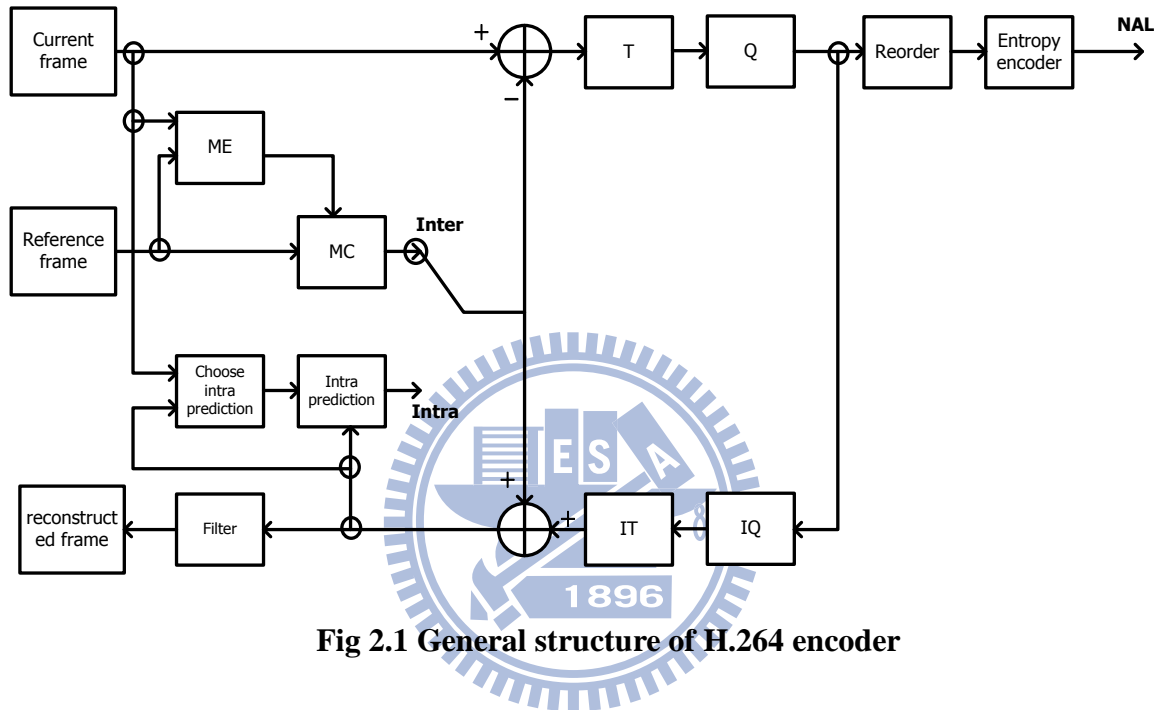 Current
frame
+
−
T
Q
Reorder
Entropy
encoder
NAL
ME
Reference
frame
MC
Inter
Choose
intra
prediction
Intra
prediction
Intra
E S A
+
+
reconstruct
ed frame
Filter
IT
IQ
1896
Fig 2.1 General structure of H.264 encoder